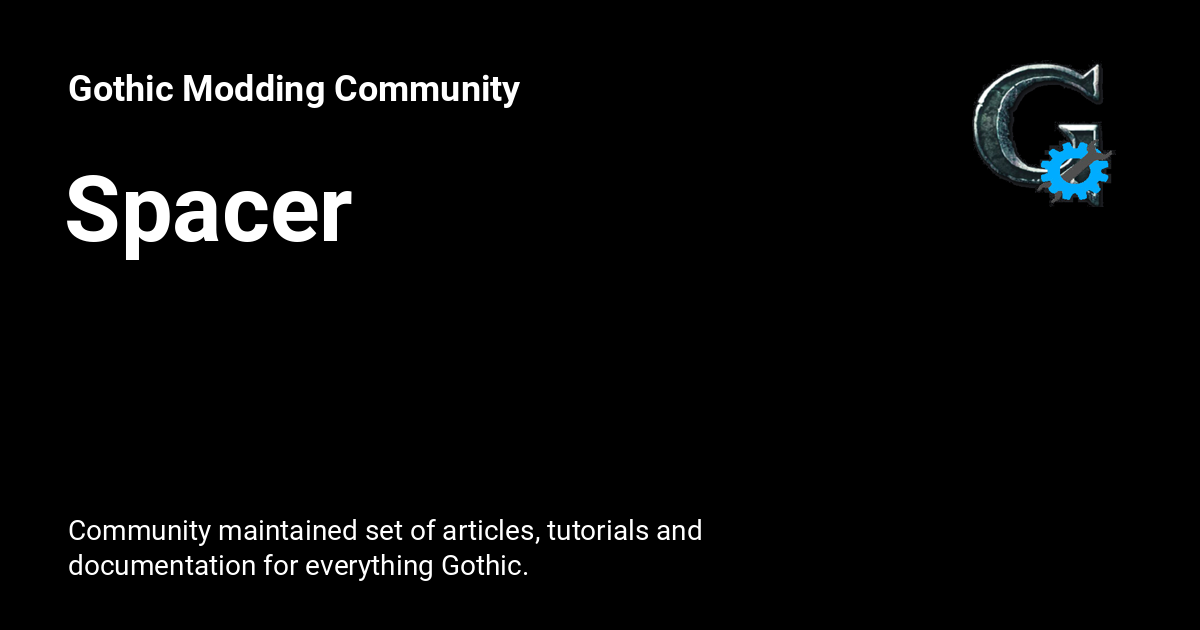 Gothic Modding Community
Spacer
G
Community maintained set of articles, tutorials and
documentation for everything Gothic.